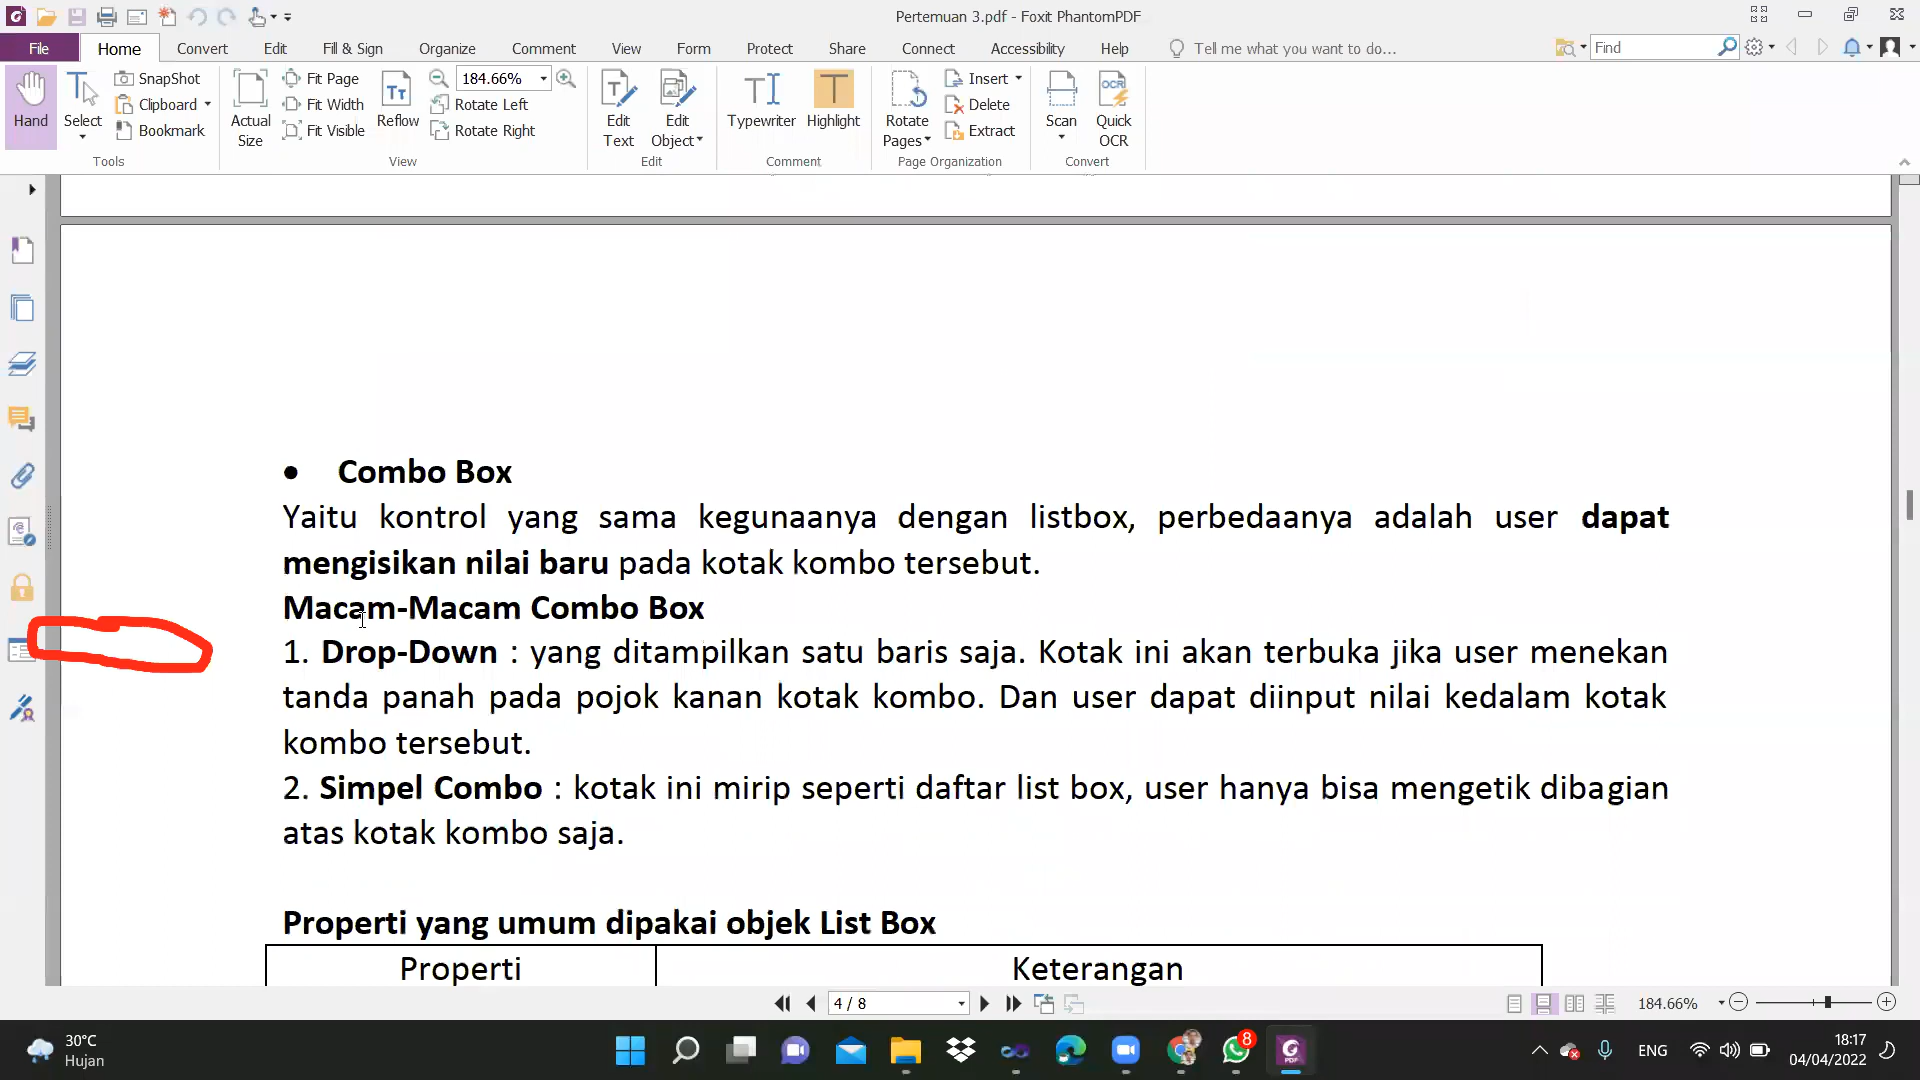 Pertemuan 3.pdf - Foxit PhantomPDF
File Home Convert Edit Fill & Sign Organize Comment View Form Protect Share Connect Accessibility Help Tell me what you want to do... Find
Hand
Select
SnapShot
Clipboard
Bookmark
Tools
Actual Size
Fit Page
Fit Width
Fit Visible
Reflow
184.66%
Rotate Left
Rotate Right
View
Edit Text
Edit Object
Edit
Typewriter
Highlight
Comment
Rotate Pages
Insert
Delete
Extract
Page Organization
Scan
OCR
Quick OCR
Convert
• Combo Box
Yaitu kontrol yang sama kegunaanya dengan listbox, perbedaanya adalah user dapat
mengisikan nilai baru pada kotak kombo tersebut.
Macam-Macam Combo Box
1. Drop-Down : yang ditampilkan satu baris saja. Kotak ini akan terbuka jika user menekan
tanda panah pada pojok kanan kotak kombo. Dan user dapat diinput nilai kedalam kotak
kombo tersebut.
2. Simpel Combo : kotak ini mirip seperti daftar list box, user hanya bisa mengetik dibagian
atas kotak kombo saja.
Properti yang umum dipakai objek List Box
Properti Keterangan
4 / 8
184.66%
30°C
Hujan
8
PDF
ENG
18:17
04/04/2022